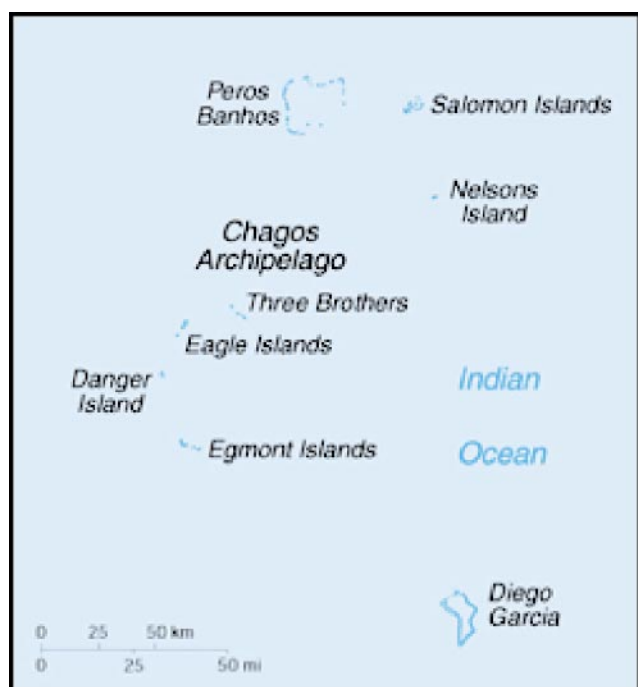 Peros
Banhos
Salomon Islands
Nelsons
Island
Chagos
Archipelago
Three Brothers
Eagle Islands
Danger
Island
Indian
Ocean
Egmont Islands
Diego
Garcia
0 25 50 km
0 25 50 mi